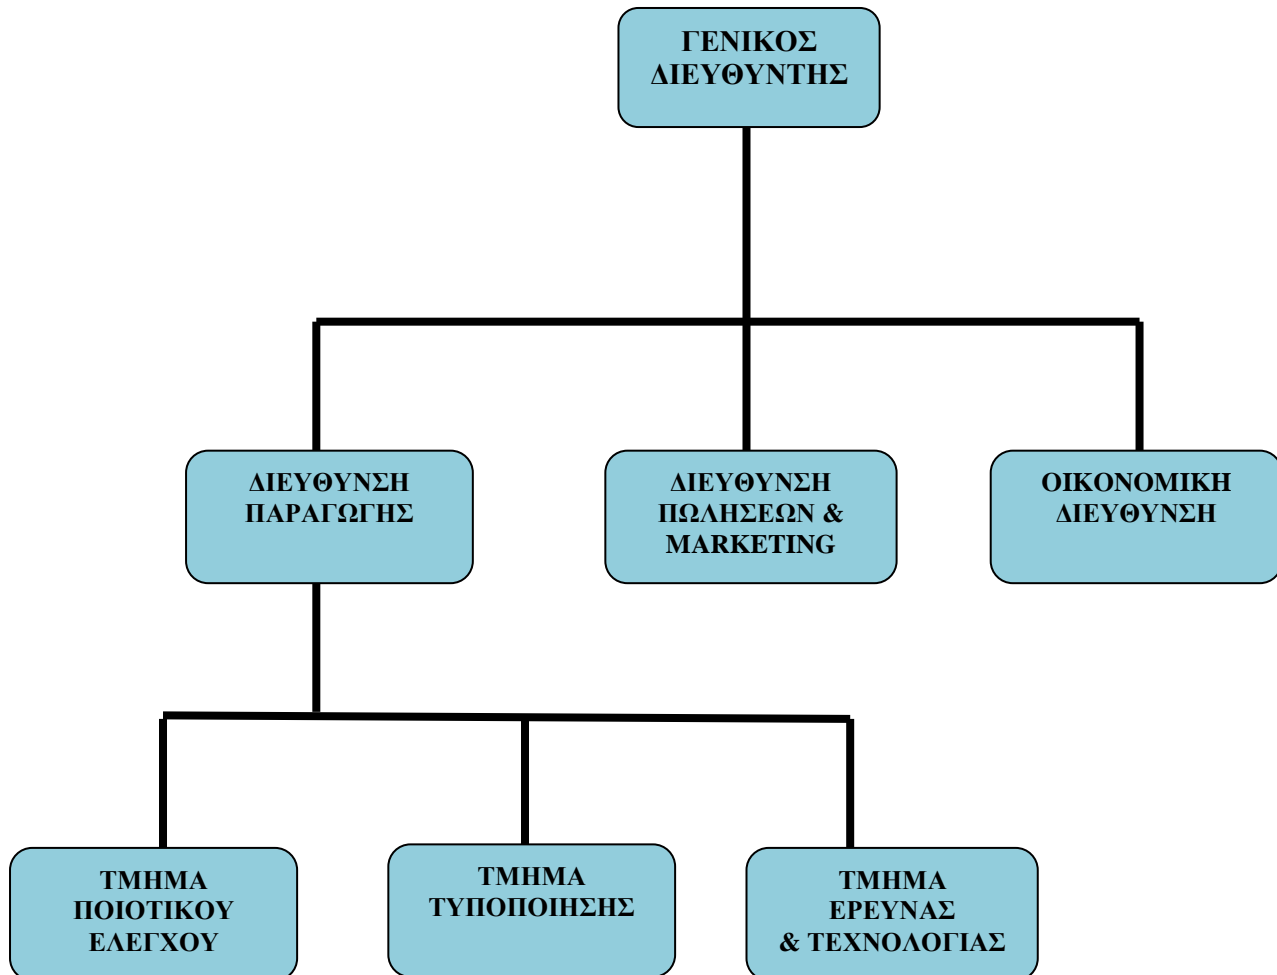 ΓΕΝΙΚΟΣ
ΔΙΕΥΘΥΝΤΗΣ
ΔΙΕΥΘΥΝΣΗ
ΠΑΡΑΓΩΓΗΣ
ΔΙΕΥΘΥΝΣΗ
ΠΩΛΗΣΕΩΝ &
MARKETING
ΟΙΚΟΝΟΜΙΚΗ
ΔΙΕΥΘΥΝΣΗ
ΤΜΗΜΑ
ΠΟΙΟΤΙΚΟΥ
ΕΛΕΓΧΟΥ
ΤΜΗΜΑ
ΤΥΠΟΠΟΙΗΣΗΣ
ΤΜΗΜΑ
ΕΡΕΥΝΑΣ
& ΤΕΧΝΟΛΟΓΙΑΣ